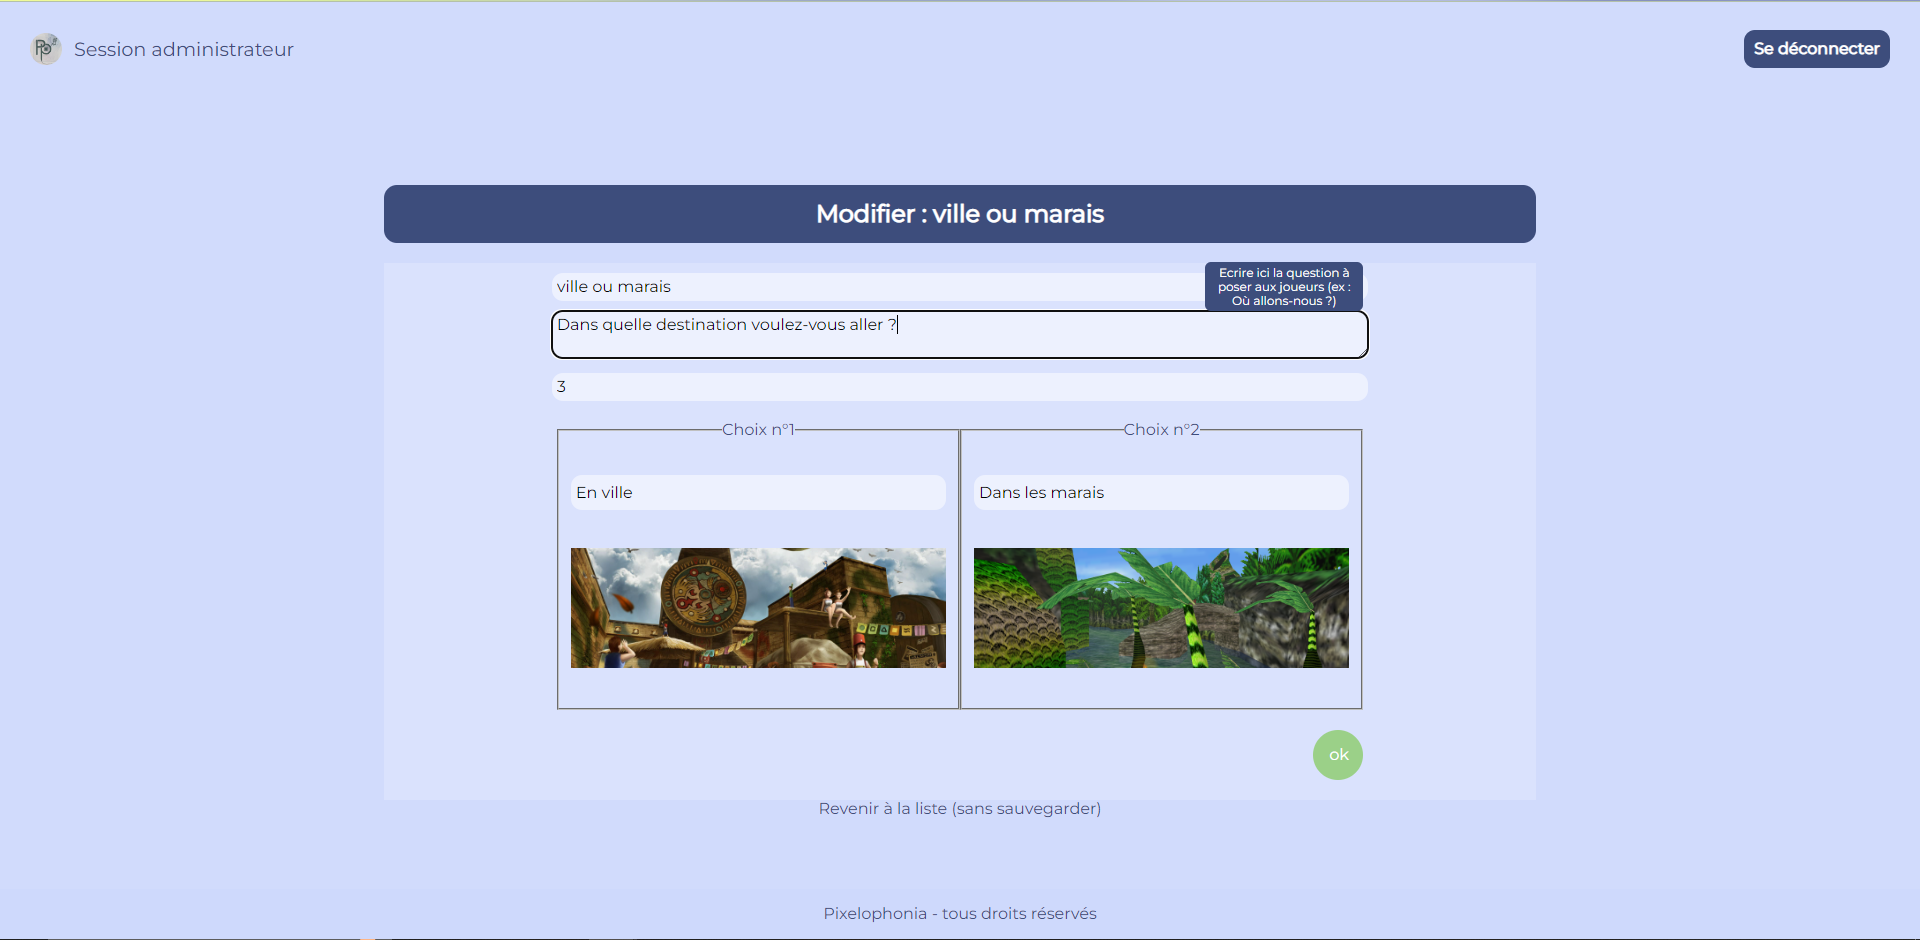 Session administrateur
Se déconnecter
Modifier : ville ou marais
ville ou marais
Ecrire ici la question à
poser aux joueurs (ex :
Où allons-nous ?)
Dans quelle destination voulez-vous aller ?
3
Choix n°1
Choix n°2
En ville
Dans les marais
ok
Revenir à la liste (sans sauvegarder)
Pixelophonia - tous droits réservés